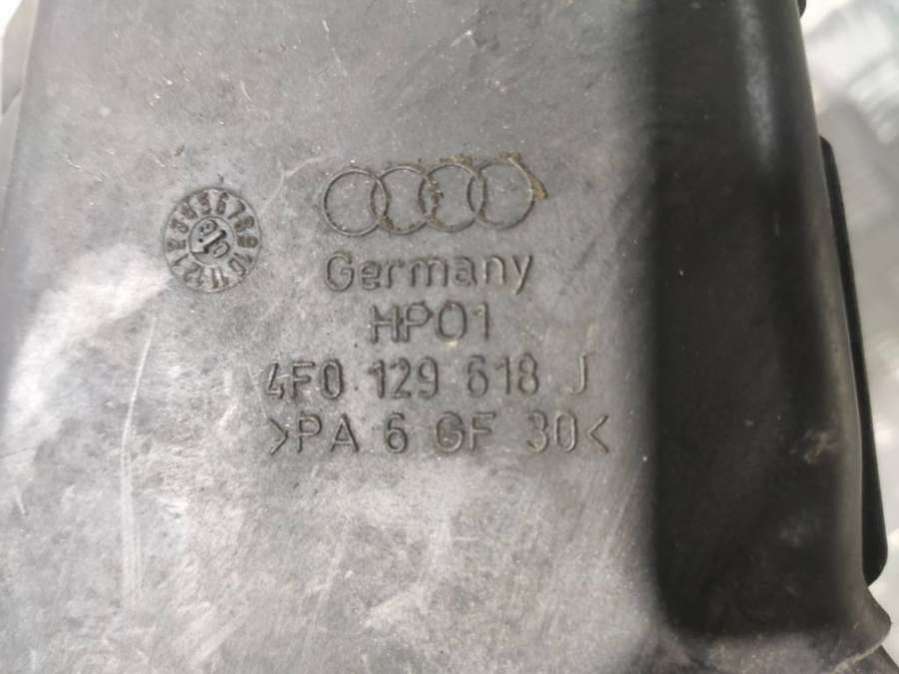 Germany
HP01
4F0 129 618 J
>PA 6 GF 30<